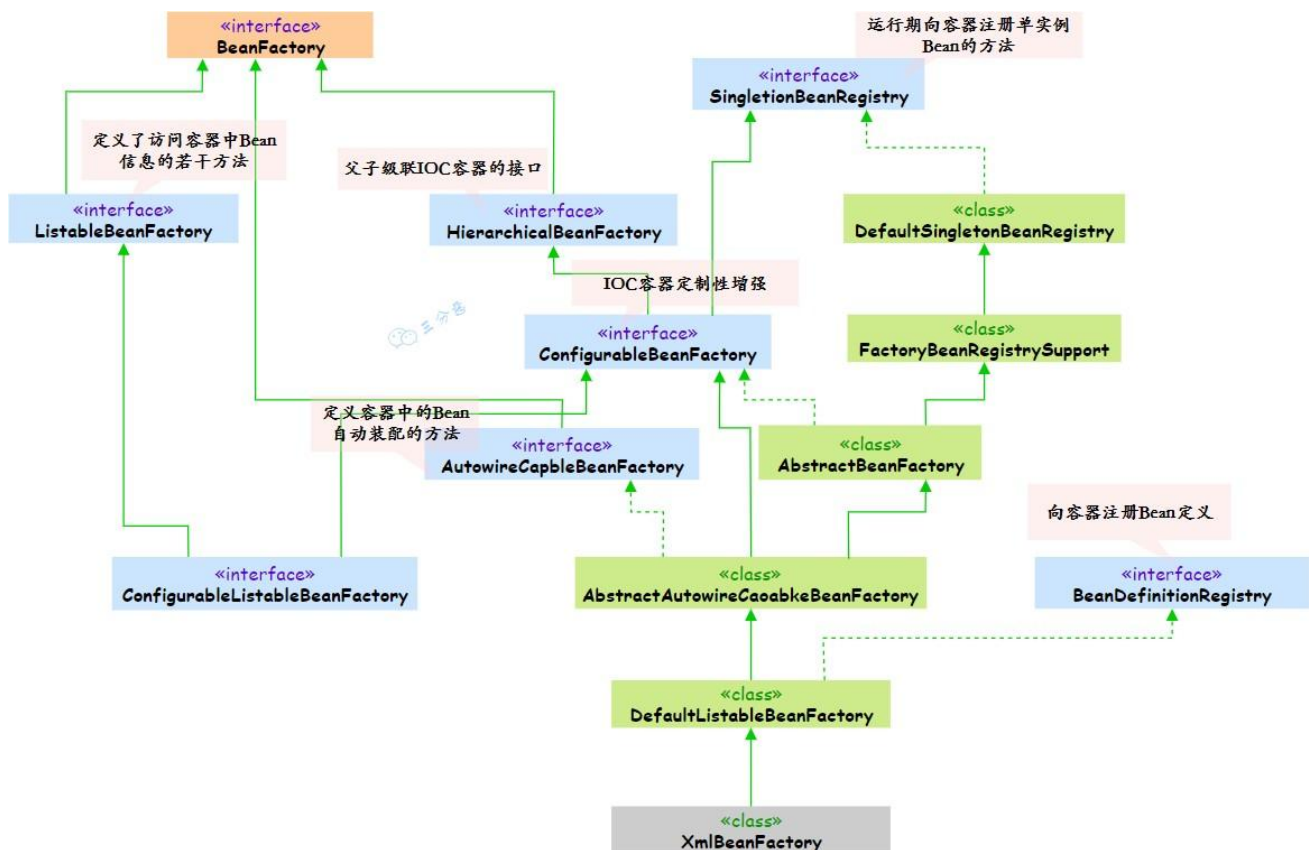 «interface»
BeanFactory
运行期向容器注册单实例
Bean的方法
«interface»
SingletionBeanRegistry
定义了访问容器中Bean
信息的若干方法
父子级联IOC容器的接口
«interface»
ListableBeanFactory
«interface»
HierarchicalBeanFactory
«class»
DefaultSingletonBeanRegistry
IOC容器定制性增强
三分恶
«interface»
ConfigurableBeanFactory
«class»
FactoryBeanRegistrySupport
定义容器中的Bean
自动装配的方法
«interface»
AutowireCapbleBeanFactory
«class»
AbstractBeanFactory
向容器注册Bean定义
«interface»
ConfigurableListableBeanFactory
«class»
AbstractAutowireCaoabkeBeanFactory
«interface»
BeanDefinitionRegistry
«class»
DefaultListableBeanFactory
«class»
XmlBeanFactory